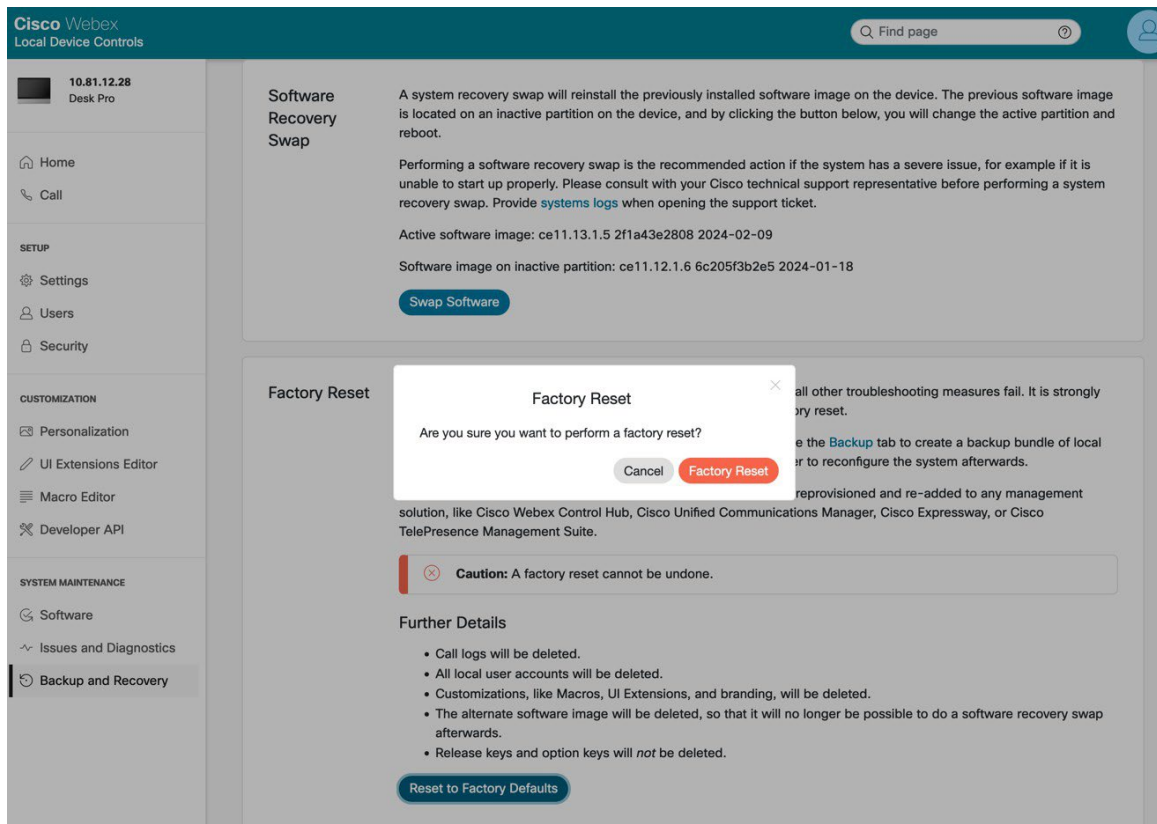 Cisco Webex
Local Device Controls
Find page
10.81.12.28
Desk Pro
Home
Call
SETUP
Settings
Users
Security
CUSTOMIZATION
Personalization
UI Extensions Editor
Macro Editor
Developer API
SYSTEM MAINTENANCE
Software
Issues and Diagnostics
Backup and Recovery
Software
Recovery
Swap
A system recovery swap will reinstall the previously installed software image on the device. The previous software image
is located on an inactive partition on the device, and by clicking the button below, you will change the active partition and
reboot.
Performing a software recovery swap is the recommended action if the system has a severe issue, for example if it is
unable to start up properly. Please consult with your Cisco technical support representative before performing a system
recovery swap. Provide systems logs when opening the support ticket.
Active software image: ce11.13.1.5 2f1a43e2808 2024-02-09
Software image on inactive partition: ce11.12.1.6 6c205f3b2e5 2024-01-18
Swap Software
Factory Reset
all other troubleshooting measures fail. It is strongly
ory reset.
e the Backup tab to create a backup bundle of local
er to reconfigure the system afterwards.
reprovisioned and re-added to any management
solution, like Cisco Webex Control Hub, Cisco Unified Communications Manager, Cisco Expressway, or Cisco
TelePresence Management Suite.
Factory Reset
Are you sure you want to perform a factory reset?
Cancel
Factory Reset
Caution: A factory reset cannot be undone.
Further Details
• Call logs will be deleted.
• All local user accounts will be deleted.
• Customizations, like Macros, UI Extensions, and branding, will be deleted.
• The alternate software image will be deleted, so that it will no longer be possible to do a software recovery swap
afterwards.
• Release keys and option keys will not be deleted.
Reset to Factory Defaults